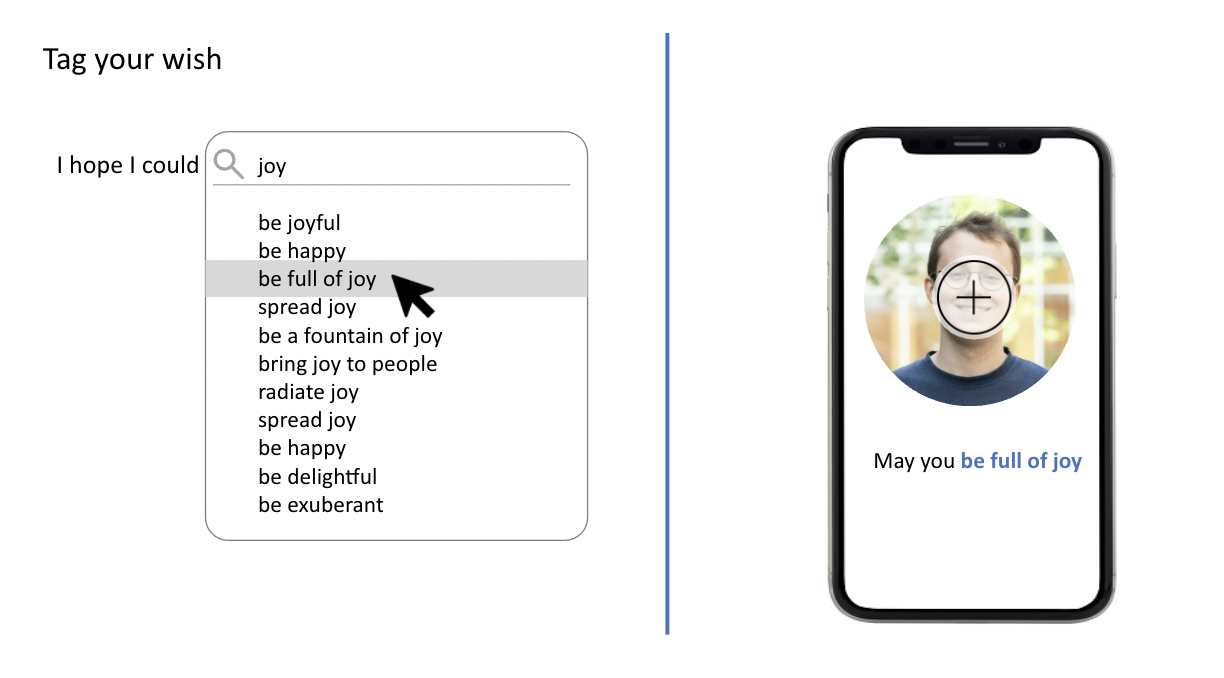 Tag your wish
I hope I could
joy
be joyful
be happy
be full of joy
spread joy
be a fountain of joy
bring joy to people
radiate joy
spread joy
be happy
be delightful
be exuberant
May you be full of joy